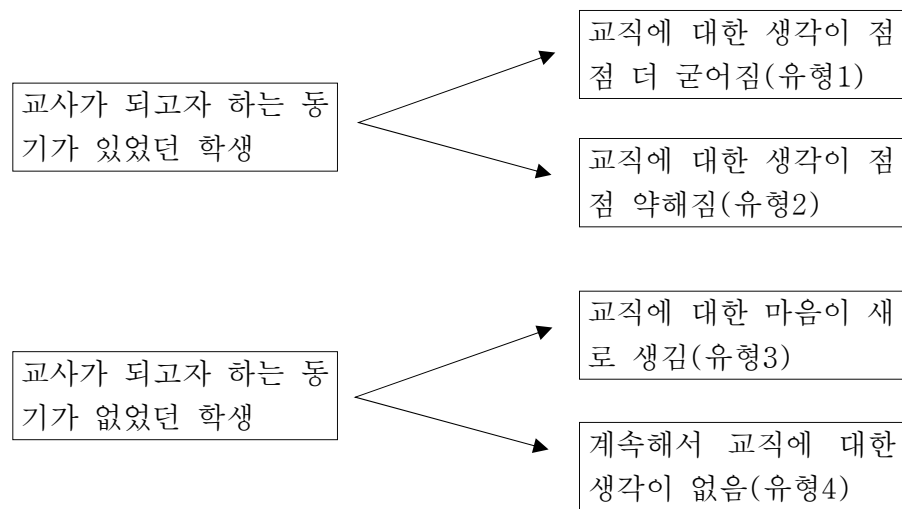 교직에 대한 생각이 점
점 더 굳어짐(유형1)
교사가 되고자 하는 동
기가 있었던 학생
교직에 대한 생각이 점
점 약해짐(유형2)
교직에 대한 마음이 새
로 생김(유형3)
교사가 되고자 하는 동
기가 없었던 학생
계속해서 교직에 대한
생각이 없음(유형4)